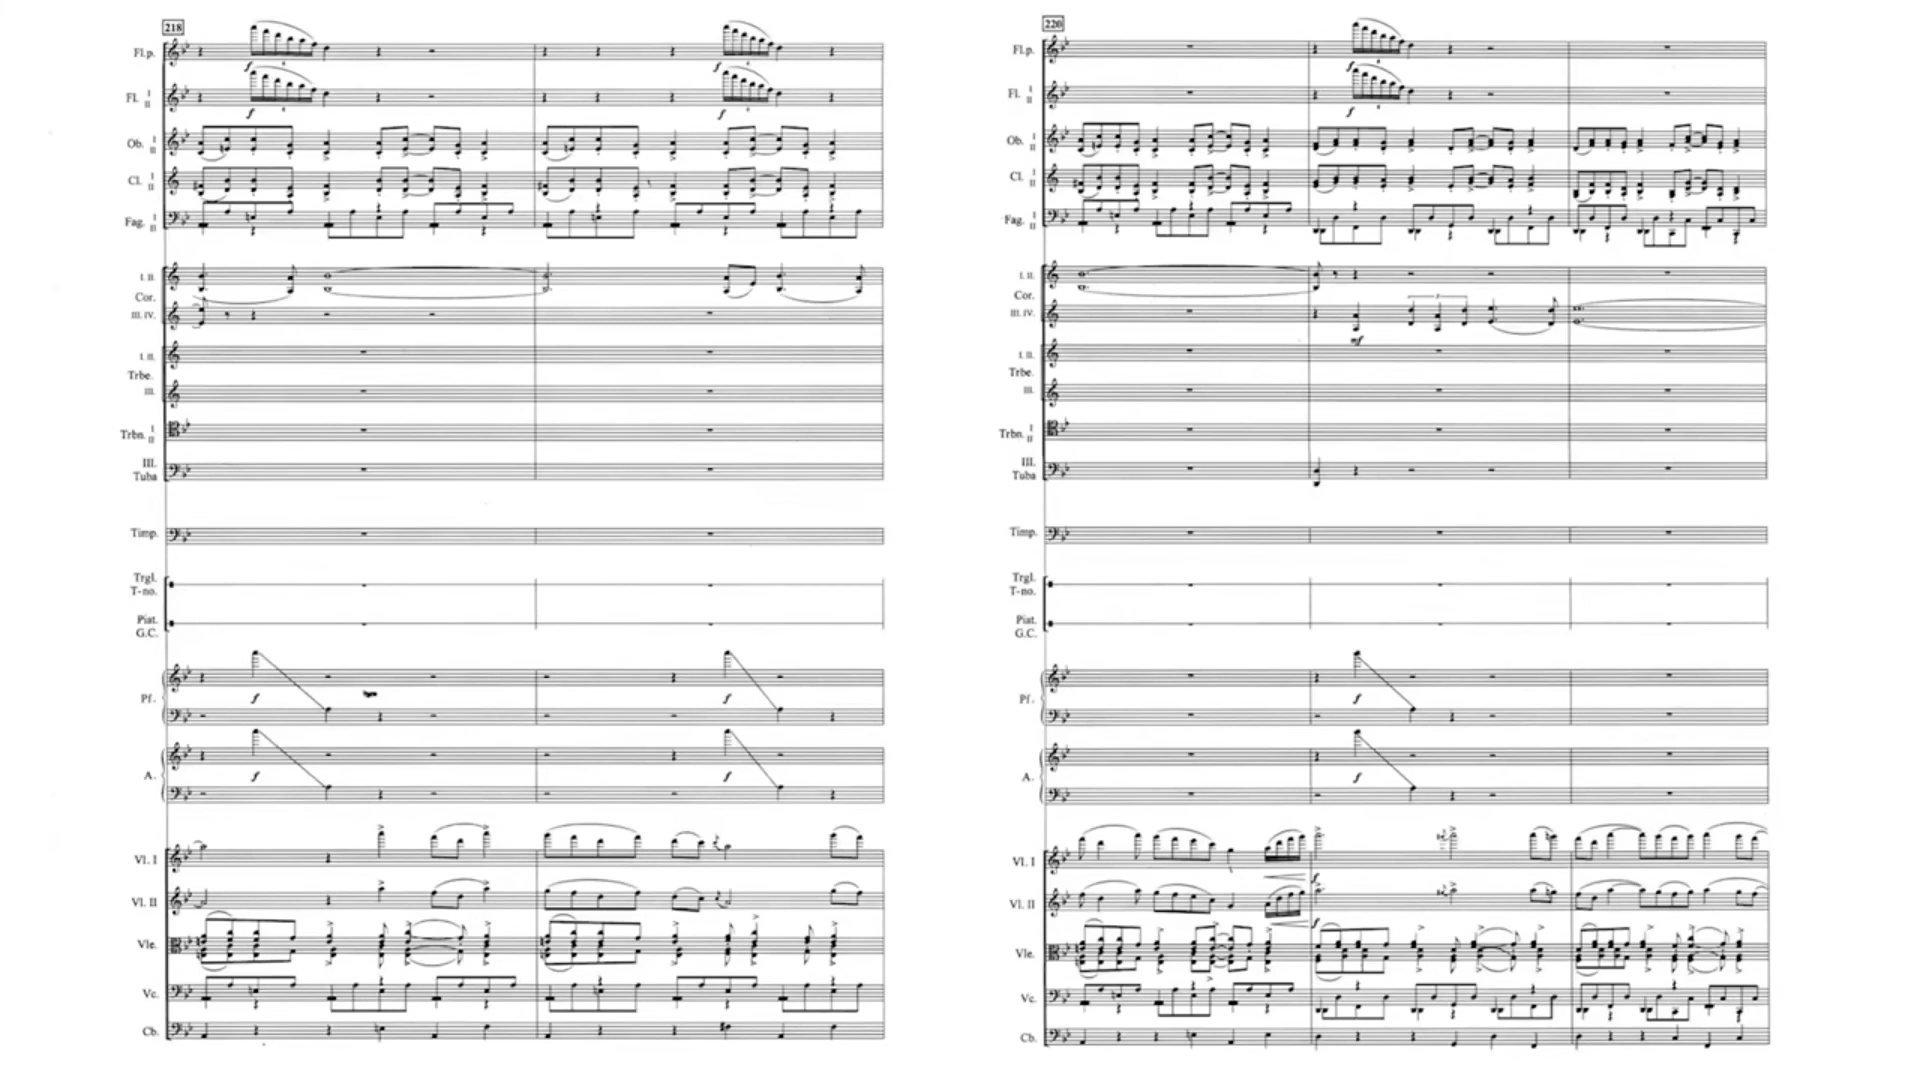 218
Fl.p.
f
Fl. I II
f
Ob. I II
Cl. I II
Fag. I II
I. II.
Cor.
III. IV.
I. II.
Trbe.
III.
Trbn. I II
III.
Tuba
Timp.
Trgl.
T-no.
Piat.
G.C.
Pf. f f
A. f f
Vl. I
Vl. II
Vle.
Vc.
Cb.
220
Fl.p.
f
Fl. I II
f
Ob. I II
Cl. I II
Fag. I II
I. II.
Cor.
III. IV. 3
mf
I. II.
Trbe.
III.
Trbn. I II
III.
Tuba
Timp.
Trgl.
T-no.
Piat.
G.C.
Pf. f
A. f
Vl. I
f
Vl. II
f
Vle.
Vc.
Cb.